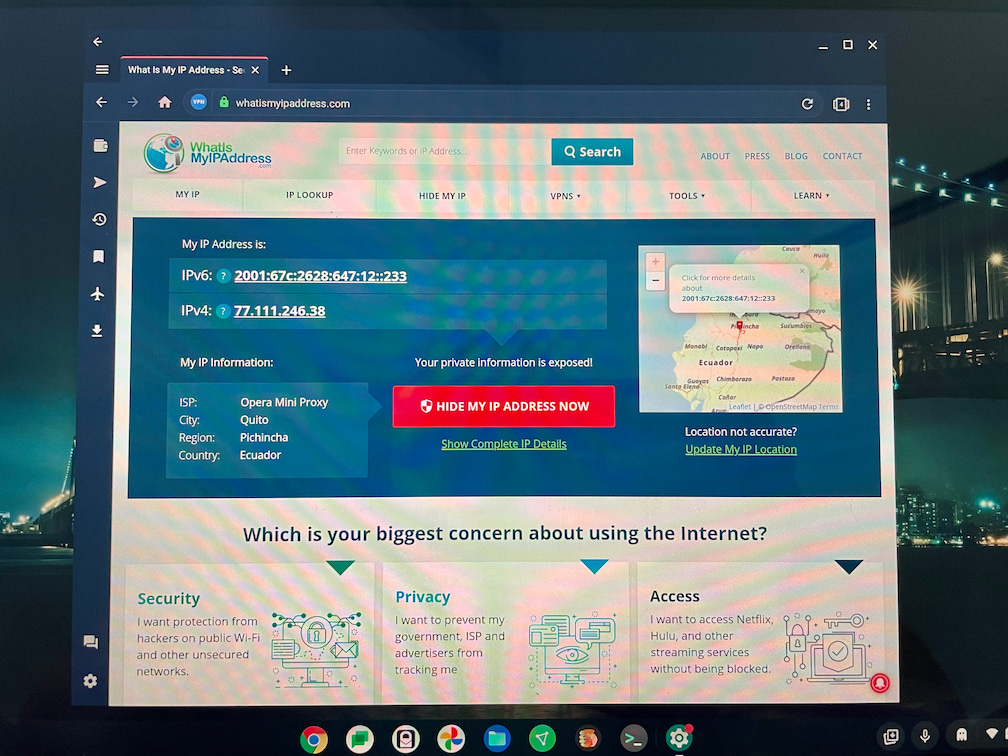 What Is My IP Address - Se
VPN
whatismyipaddress.com
4
WhatIs
MyIPAddress
.com
Enter Keywords or IP Address...
Search
ABOUT PRESS BLOG CONTACT
MY IP IP LOOKUP HIDE MY IP VPNS TOOLS LEARN
My IP Address is:
IPv6: ? 2001:67c:2628:647:12::233
IPv4: ? 77.111.246.38
My IP Information:
ISP: Opera Mini Proxy
City: Quito
Region: Pichincha
Country: Ecuador
Your private information is exposed!
HIDE MY IP ADDRESS NOW
Show Complete IP Details
+
−
Click for more details
about
2001:67c:2628:647:12::233
×
Cauca
Huila
Pichincha
Sucumbíos
Manabí
Cotopaxi
Napo
Orellana
Ecuador
Guayas
Chimborazo
Pastaza
Santa Elena
Cañar
Leaflet | © OpenStreetMap Terms
Location not accurate?
Update My IP Location
Which is your biggest concern about using the Internet?
Security
I want protection from
hackers on public Wi-Fi
and other unsecured
networks.
Privacy
I want to prevent my
government, ISP and
advertisers from
tracking me
Access
I want to access Netflix,
Hulu, and other
streaming services
without being blocked.